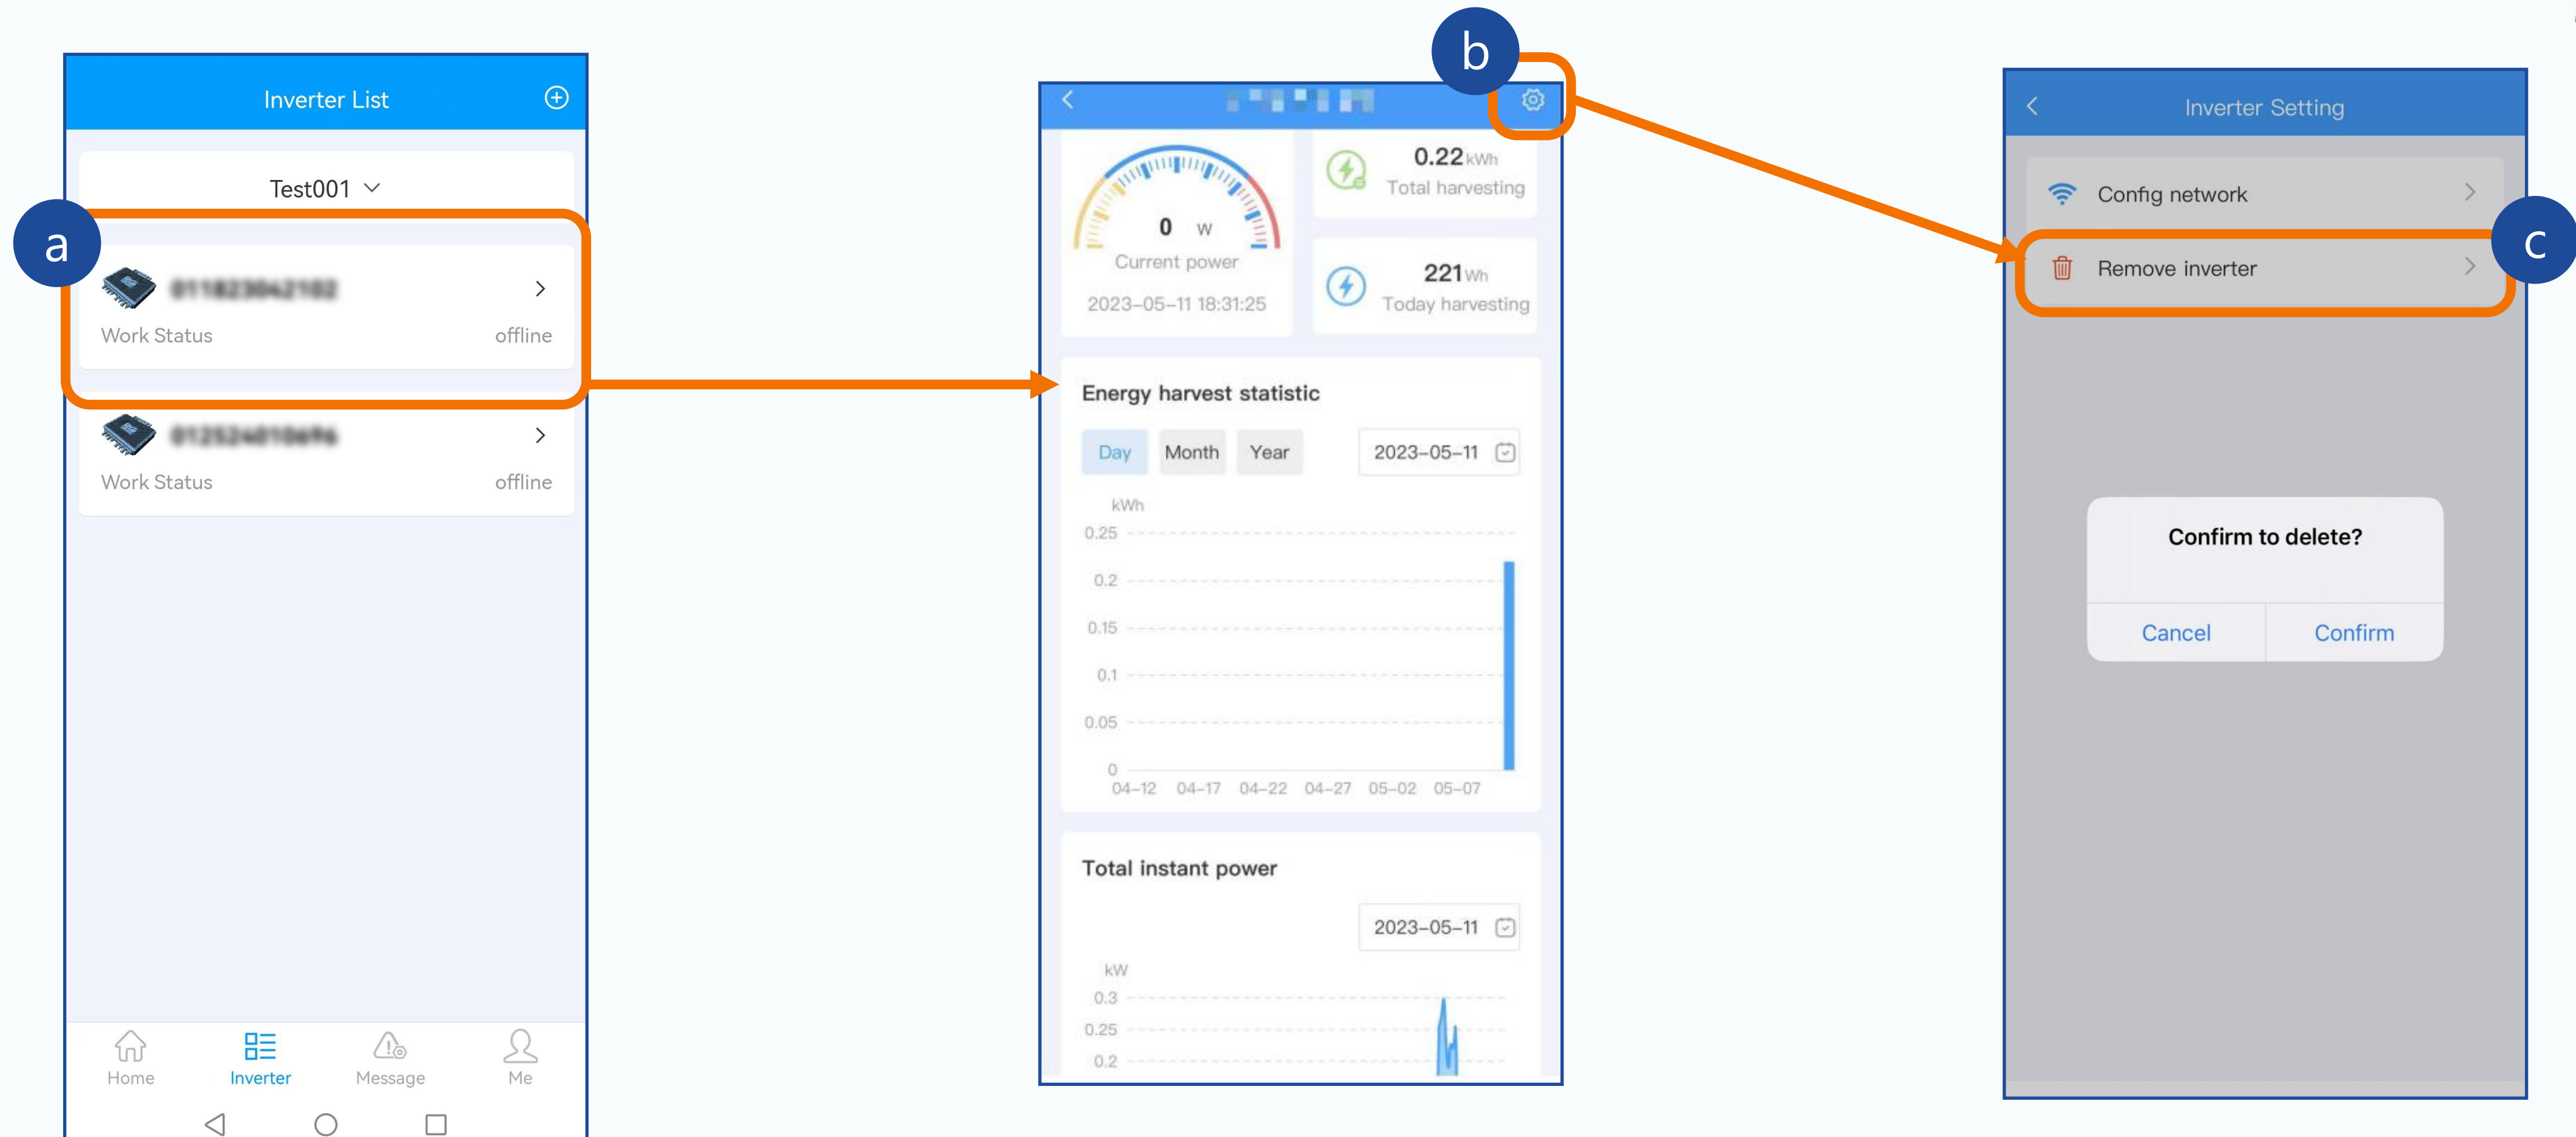 Inverter List
Test001
a
Work Status offline
Work Status offline
Home Inverter Message Me
b
0 W
Current power
2023-05-11 18:31:25
0.22 kWh
Total harvesting
221 Wh
Today harvesting
Energy harvest statistic
Day Month Year 2023-05-11
kWh
0.25
0.2
0.15
0.1
0.05
0
04-12 04-17 04-22 04-27 05-02 05-07
Total instant power
2023-05-11
kW
0.3
0.25
0.2
Inverter Setting
Config network
c
Remove inverter
Confirm to delete?
Cancel Confirm